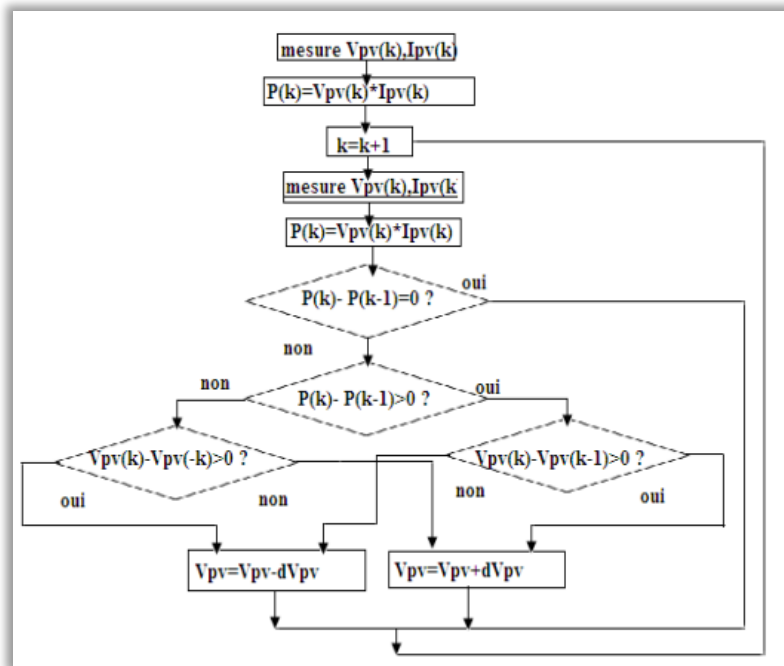 mesure Vpv(k),Ipv(k)
P(k)=Vpv(k)*Ipv(k)
k=k+1
mesure Vpv(k),Ipv(k
P(k)=Vpv(k)*Ipv(k)
P(k)- P(k-1)=0 ?
oui
non
P(k)- P(k-1)>0 ?
non
oui
Vpv(k)-Vpv(-k)>0 ?
Vpv(k)-Vpv(k-1)>0 ?
oui
non
non
oui
Vpv=Vpv-dVpv
Vpv=Vpv+dVpv